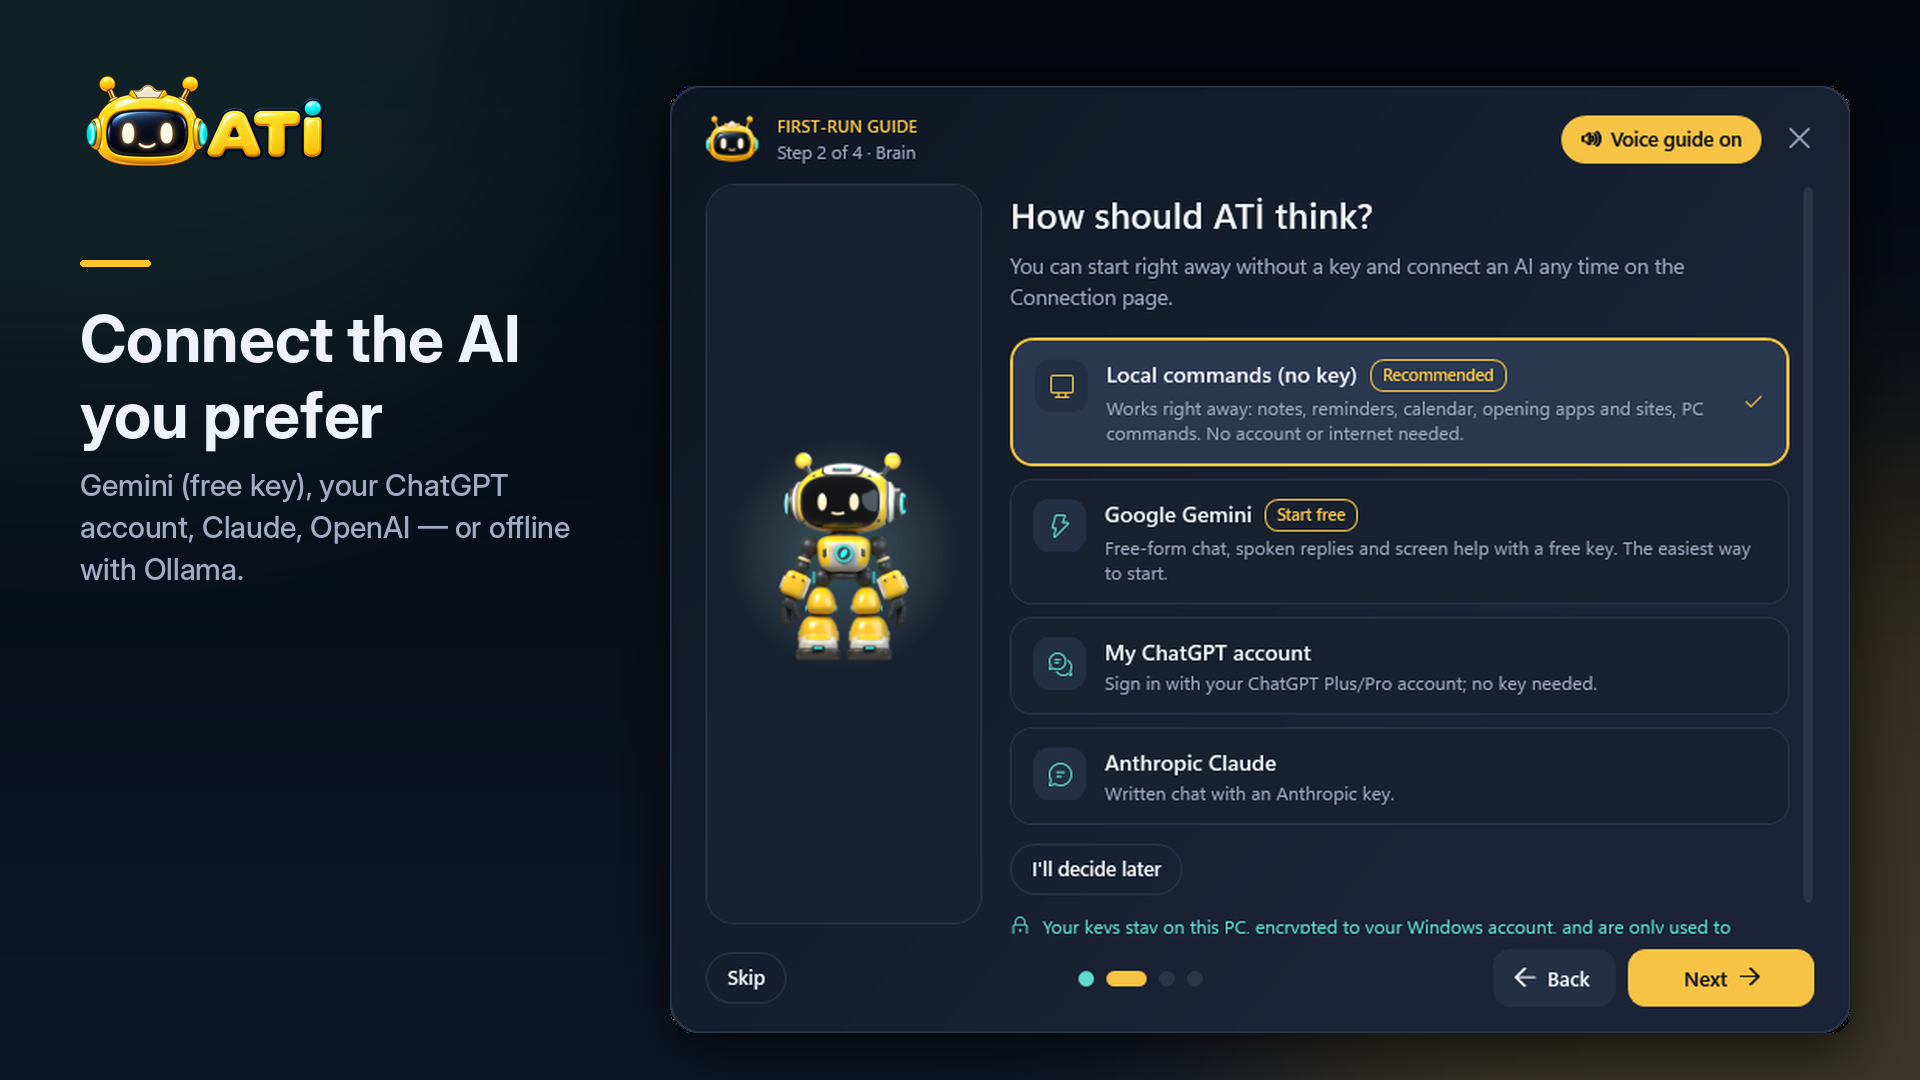 ATi
Connect the AI
you prefer
Gemini (free key), your ChatGPT
account, Claude, OpenAI — or offline
with Ollama.
FIRST-RUN GUIDE
Step 2 of 4 · Brain
Voice guide on
How should ATİ think?
You can start right away without a key and connect an AI any time on the
Connection page.
Local commands (no key) Recommended
Works right away: notes, reminders, calendar, opening apps and sites, PC
commands. No account or internet needed.
Google Gemini Start free
Free-form chat, spoken replies and screen help with a free key. The easiest way
to start.
My ChatGPT account
Sign in with your ChatGPT Plus/Pro account; no key needed.
Anthropic Claude
Written chat with an Anthropic key.
I'll decide later
Your keys stay on this PC, encrypted to your Windows account, and are only used to
Skip
Back
Next